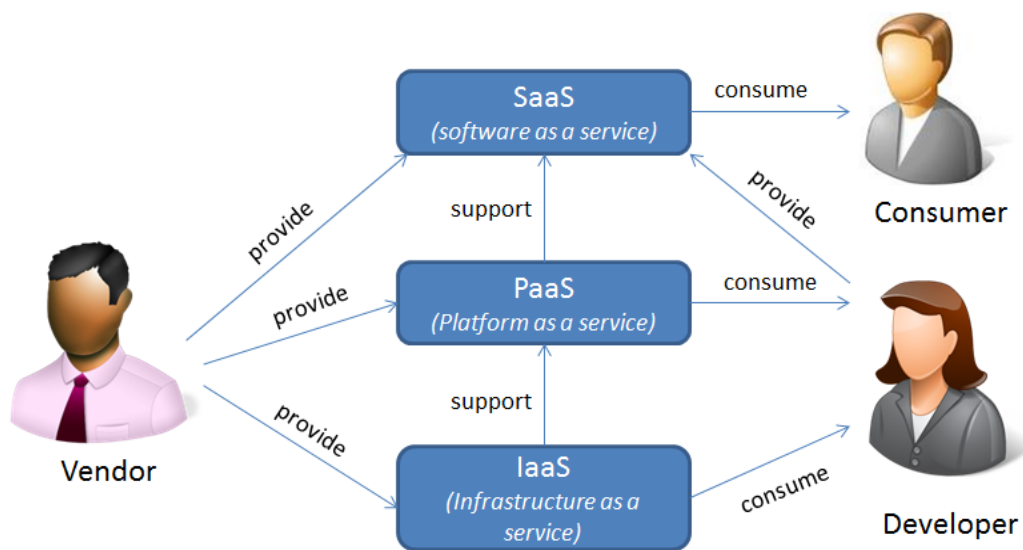 SaaS
(software as a service)
consume
Consumer
provide
support
provide
PaaS
(Platform as a service)
provide
consume
support
provide
Vendor
IaaS
(Infrastructure as a
service)
consume
Developer